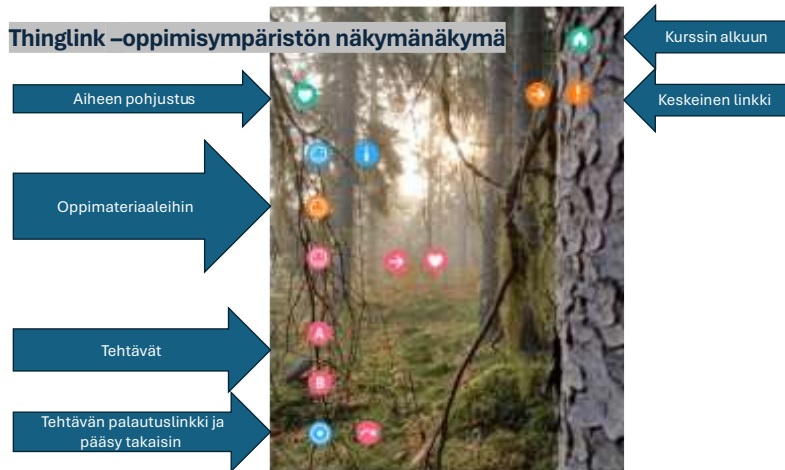 Thinglink –oppimisympäristön näkymänäkymä
Kurssin alkuun
Aiheen pohjustus
Keskeinen linkki
Oppimateriaaleihin
A
Tehtävät
B
Tehtävän palautuslinkki ja
pääsy takaisin